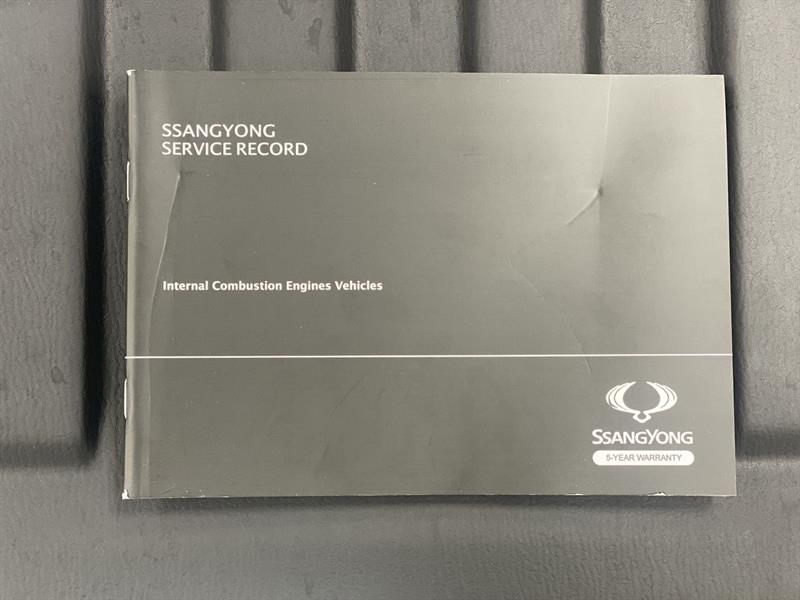 SSANGYONG
SERVICE RECORD
Internal Combustion Engines Vehicles
SSANGYONG
5-YEAR WARRANTY